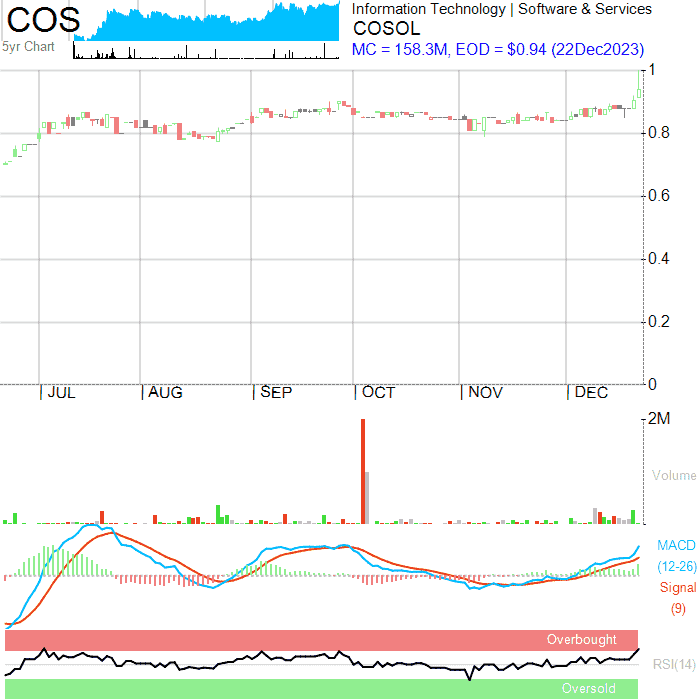 COS
5yr Chart
Information Technology | Software & Services
COSOL
MC = 158.3M, EOD = $0.94 (22Dec2023)
1
0.8
0.6
0.4
0.2
0
| JUL | AUG | SEP | OCT | NOV | DEC
2M
Volume
MACD
(12-26)
Signal
(9)
Overbought
RSI(14)
Oversold